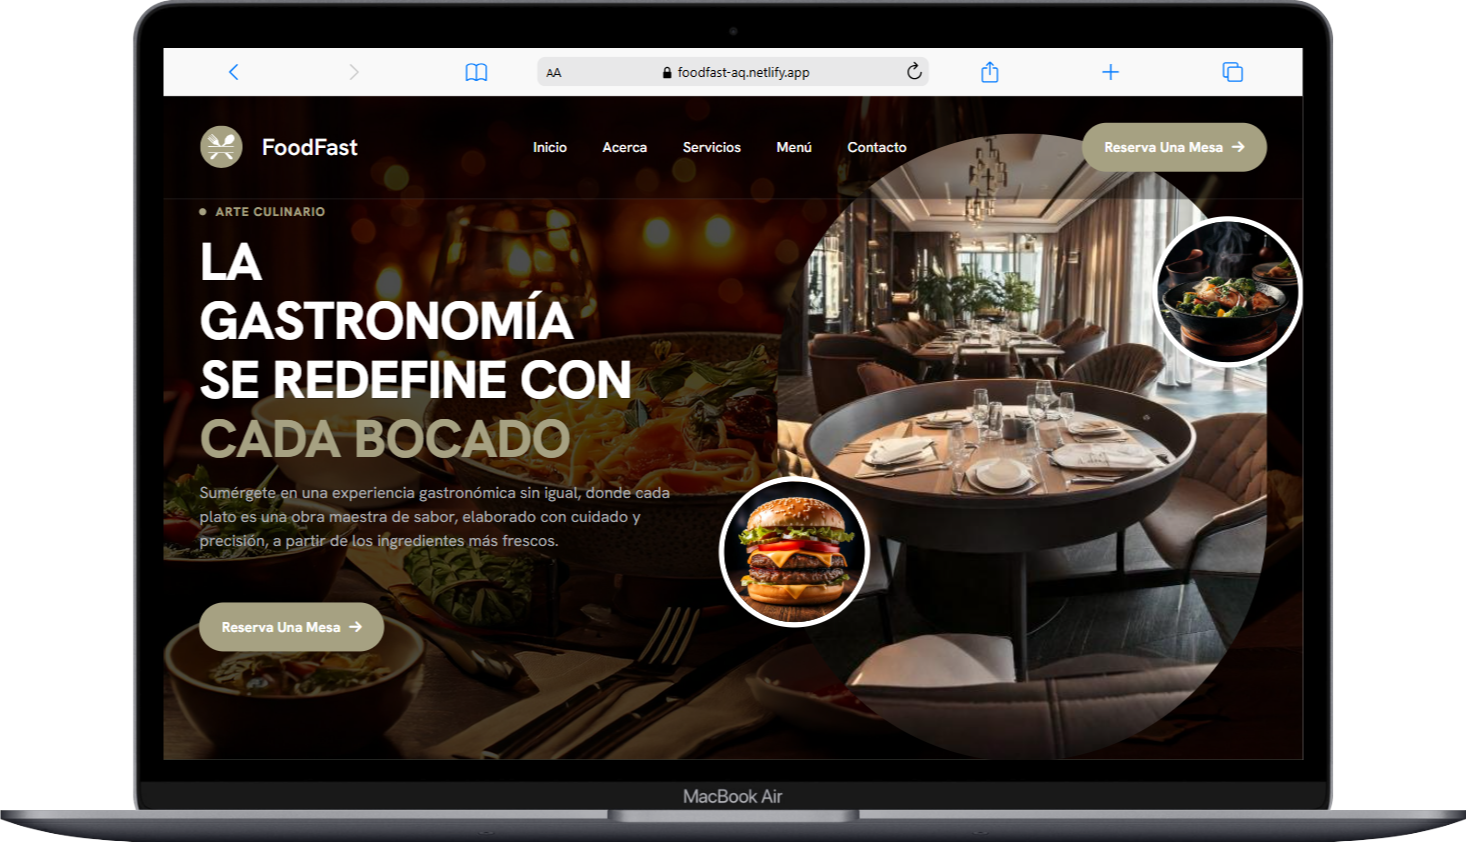 AA
foodfast-aq.netlify.app
FoodFast
Inicio
Acerca
Servicios
Menú
Contacto
Reserva Una Mesa
ARTE CULINARIO
LA
GASTRONOMÍA
SE REDEFINE CON
CADA BOCADO
Sumérgete en una experiencia gastronómica sin igual, donde cada
plato es una obra maestra de sabor, elaborado con cuidado y
precisión, a partir de los ingredientes más frescos.
Reserva Una Mesa
MacBook Air